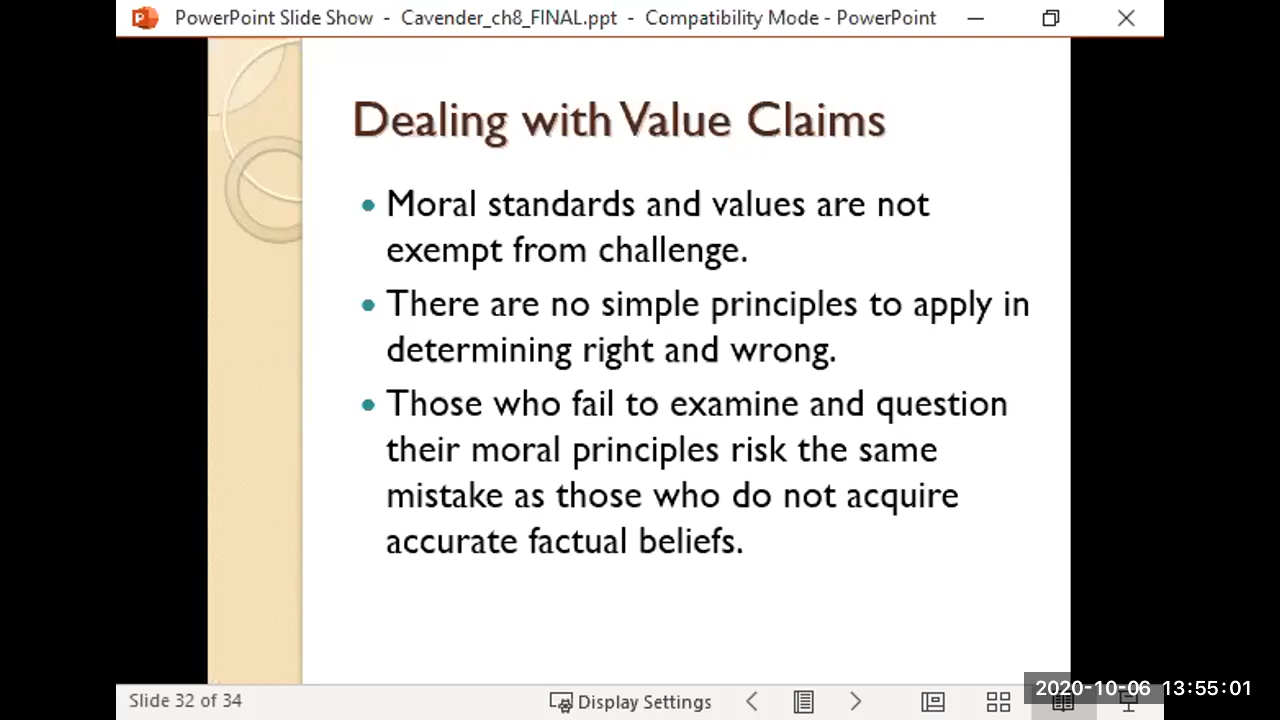 PowerPoint Slide Show - Cavender_ch8_FINAL.ppt - Compatibility Mode - PowerPoint
Dealing with Value Claims
• Moral standards and values are not
exempt from challenge.
• There are no simple principles to apply in
determining right and wrong.
• Those who fail to examine and question
their moral principles risk the same
mistake as those who do not acquire
accurate factual beliefs.
Slide 32 of 34
Display Settings
2020-10-06 13:55:01